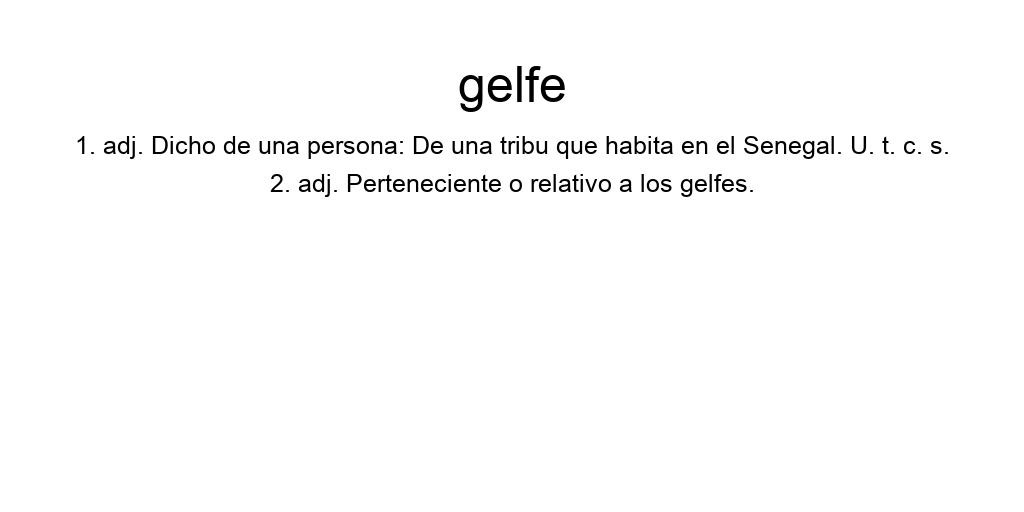 gelfe
1. adj. Dicho de una persona: De una tribu que habita en el Senegal. U. t. c. s.
2. adj. Perteneciente o relativo a los gelfes.